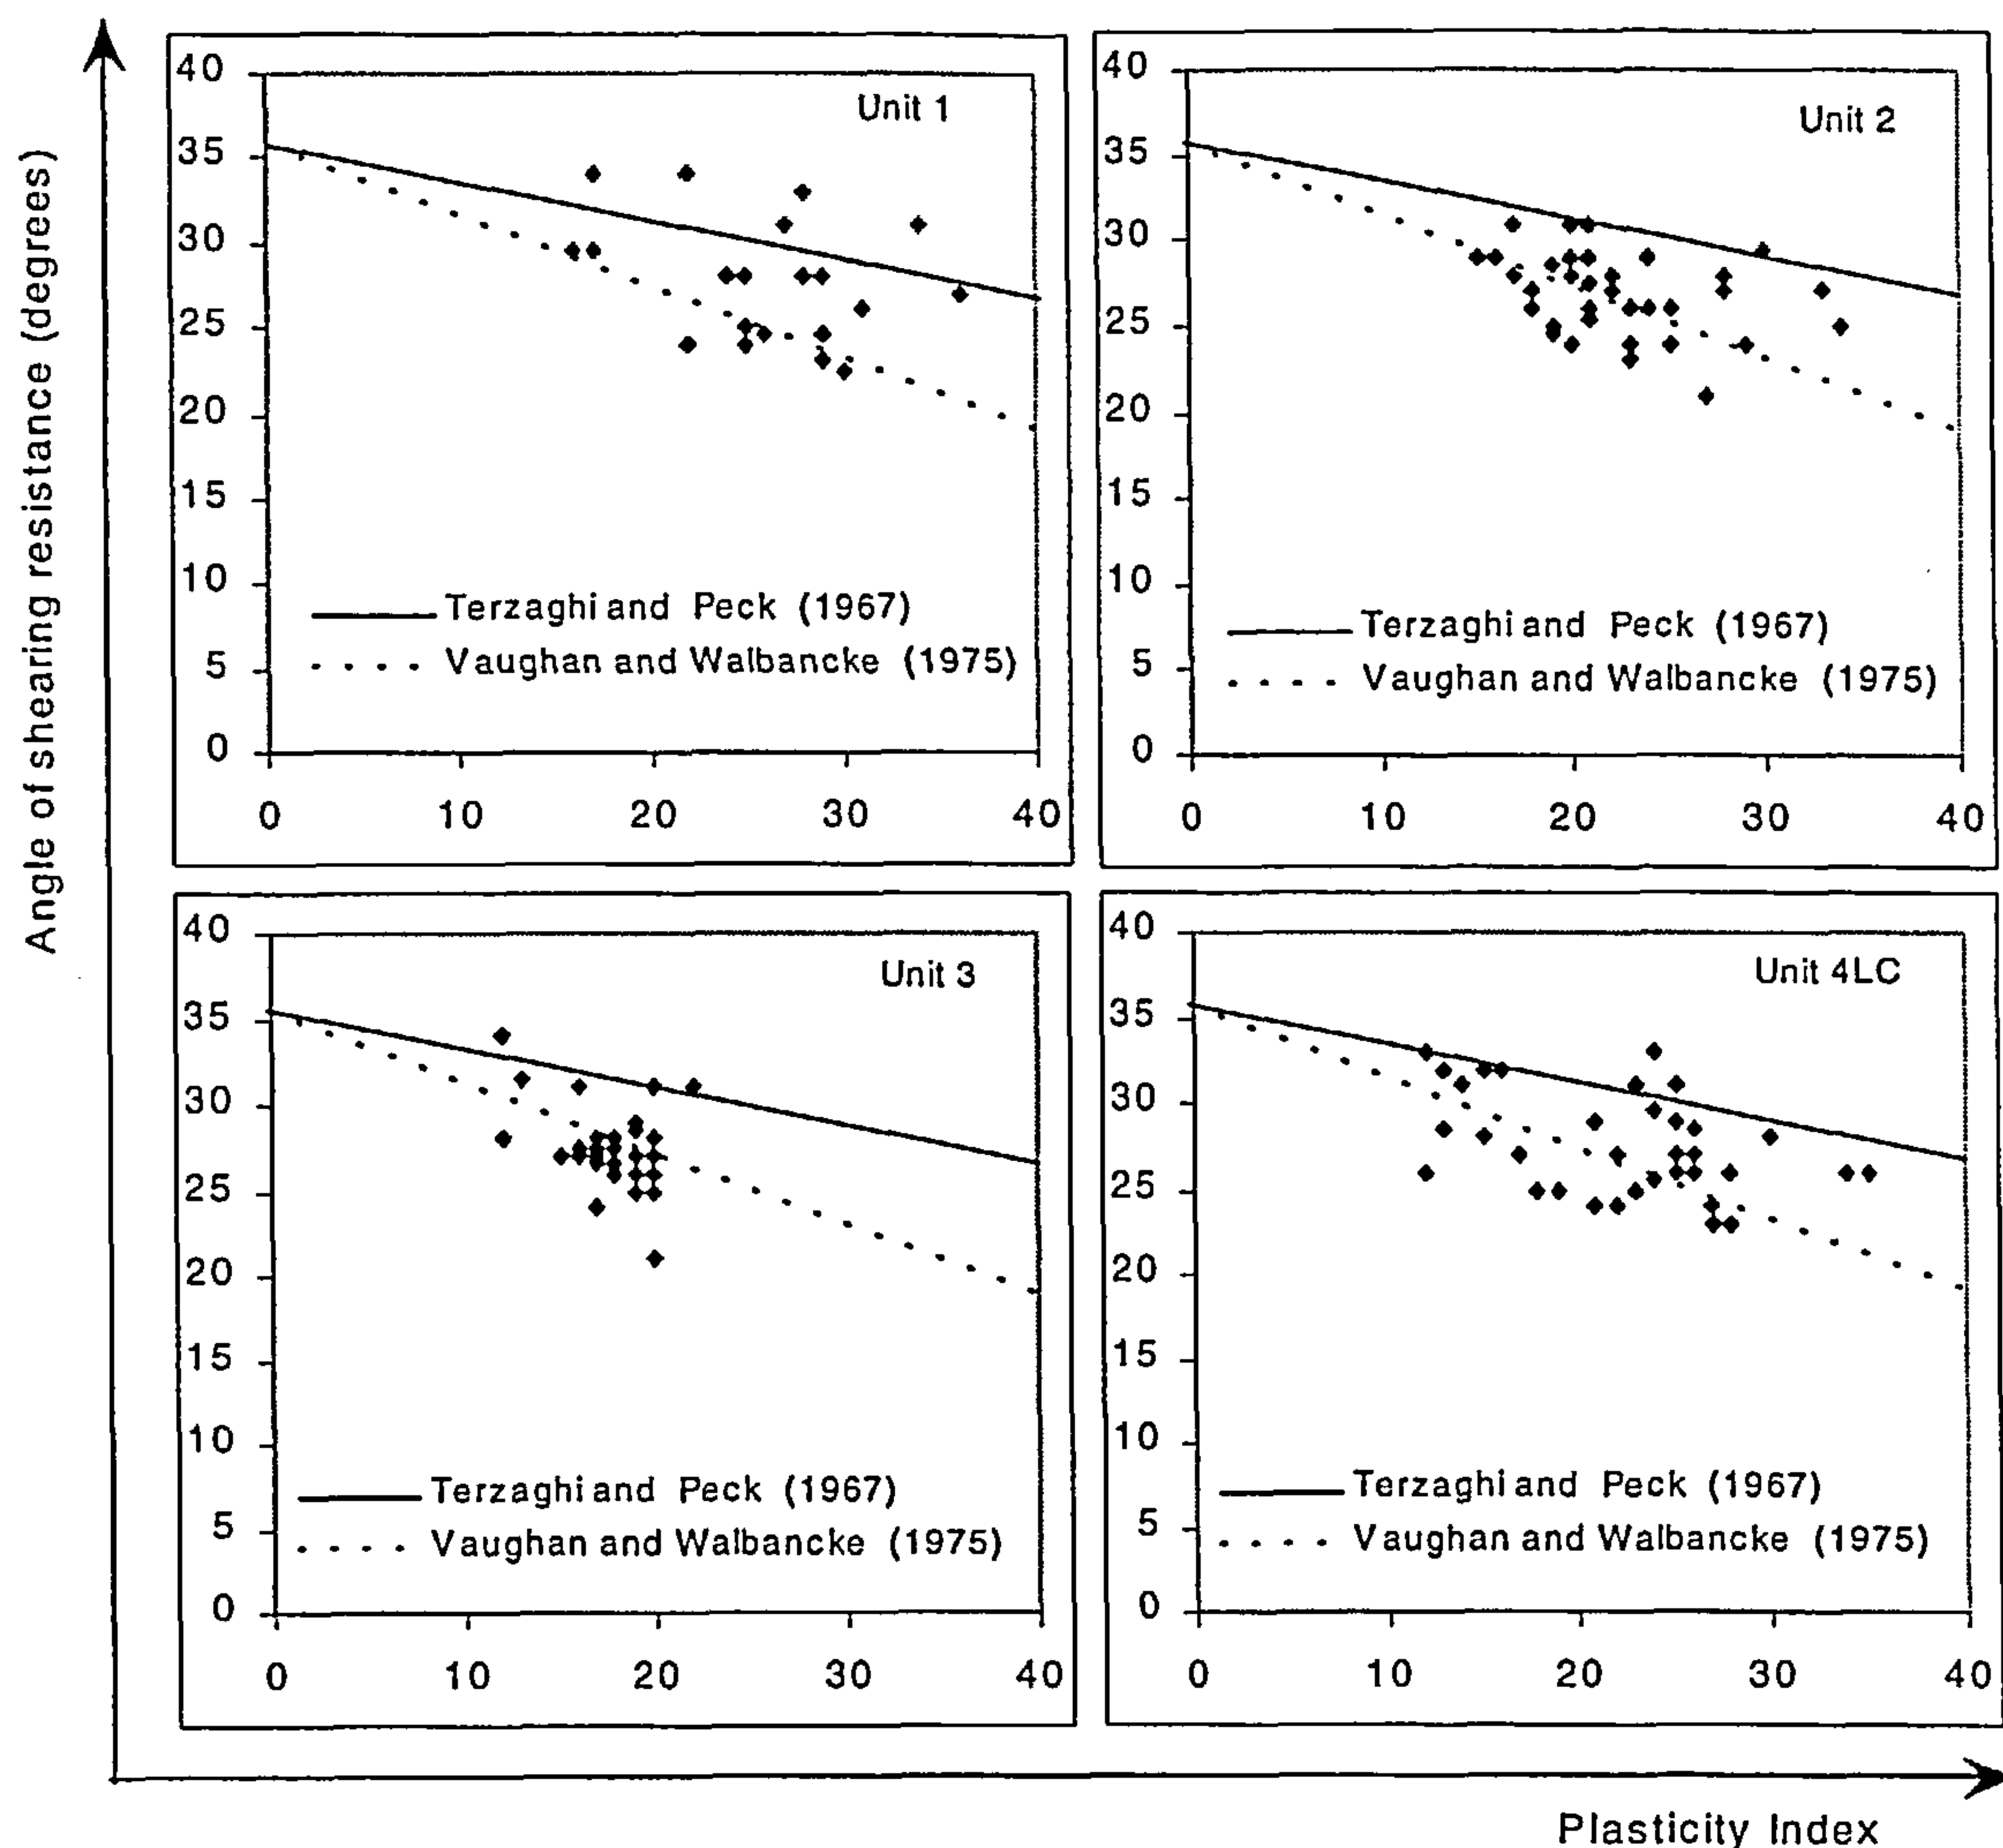 Angle of shearing resistance (degrees)
40
35
30
25
20
15
10
5
0
Unit 1
Terzaghi and Peck (1967)
Vaughan and Walbancke (1975)
0 10 20 30 40
40
35
30
25
20
15
10
5
0
Unit 2
Terzaghi and Peck (1967)
Vaughan and Walbancke (1975)
0 10 20 30 40
40
35
30
25
20
15
10
5
0
Unit 3
Terzaghi and Peck (1967)
Vaughan and Walbancke (1975)
0 10 20 30 40
40
35
30
25
20
15
10
5
0
Unit 4LC
Terzaghi and Peck (1967)
Vaughan and Walbancke (1975)
0 10 20 30 40
Plasticity Index